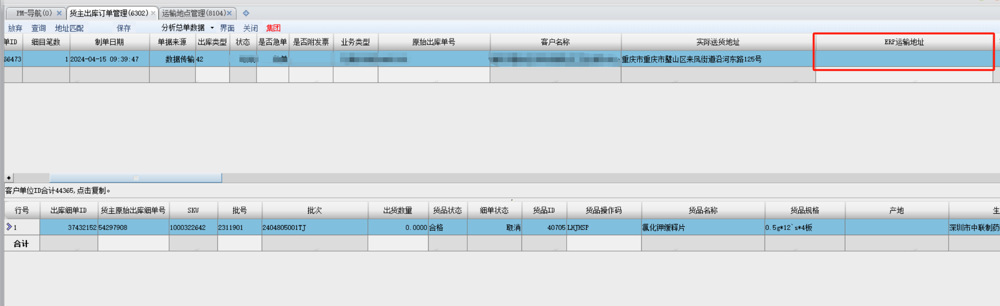 PM-导航(0) 货主出库订单管理(6302) 运输地点管理(8104)
放弃 查询 地址匹配 保存 分析总单数据 界面 关闭 集团
单ID 细目笔数 制单日期 单据来源 出库类型 状态 是否急单 是否附发票 业务类型 原始出库单号 客户名称 实际送货地址 ERP运输地址
66473 1 2024-04-15 09:39:47 数据传输 42 重庆市重庆市璧山区来凤街道沿河东路125号
客户单位ID合计44365,点击复制。
行号 出库细单ID 货主原始出库细单号 SKU 批号 批次 出货数量 货品状态 细单状态 货品ID 货品操作码 货品名称 货品规格 产地 生
1 37432152 54297908 1000322642 2311901 2404805001TJ 0.0000 合格 取消 40705 LHJHSP 氯化钾缓释片 0.5g*12`s*4板 深圳市中联制药
合计